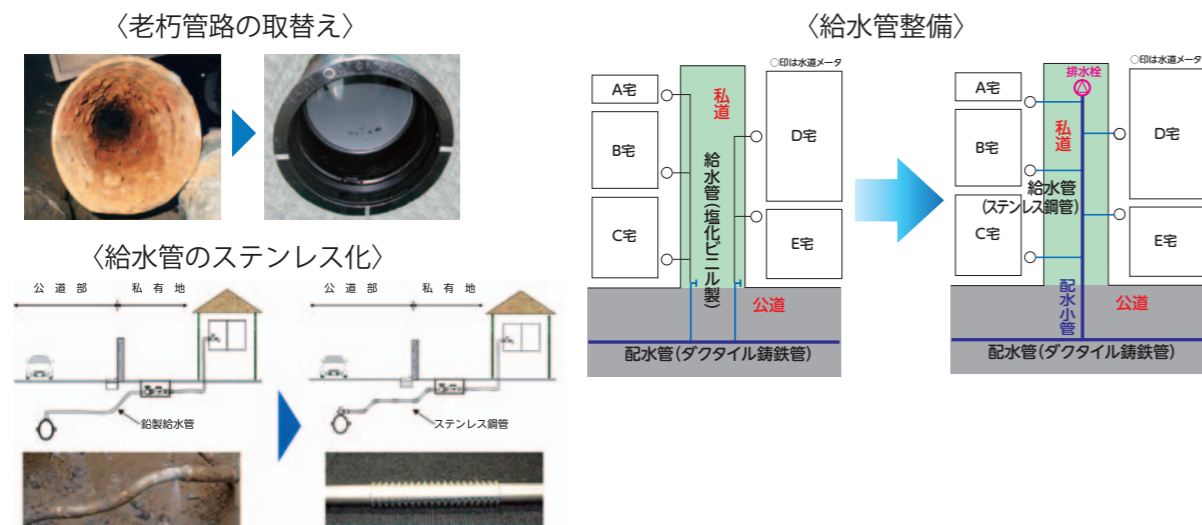 〈老朽管路の取替え〉
〈給水管のステンレス化〉
公道部
私有地
鉛製給水管
公道部
私有地
ステンレス鋼管
〈給水管整備〉
○印は水道メータ
A宅
B宅
C宅
D宅
E宅
私道
給水管(塩化ビニル製)
公道
配水管(ダクタイル鋳鉄管)
○印は水道メータ
排水栓
A宅
B宅
C宅
D宅
E宅
私道
給水管
(ステンレス鋼管)
配水小管
公道
配水管(ダクタイル鋳鉄管)